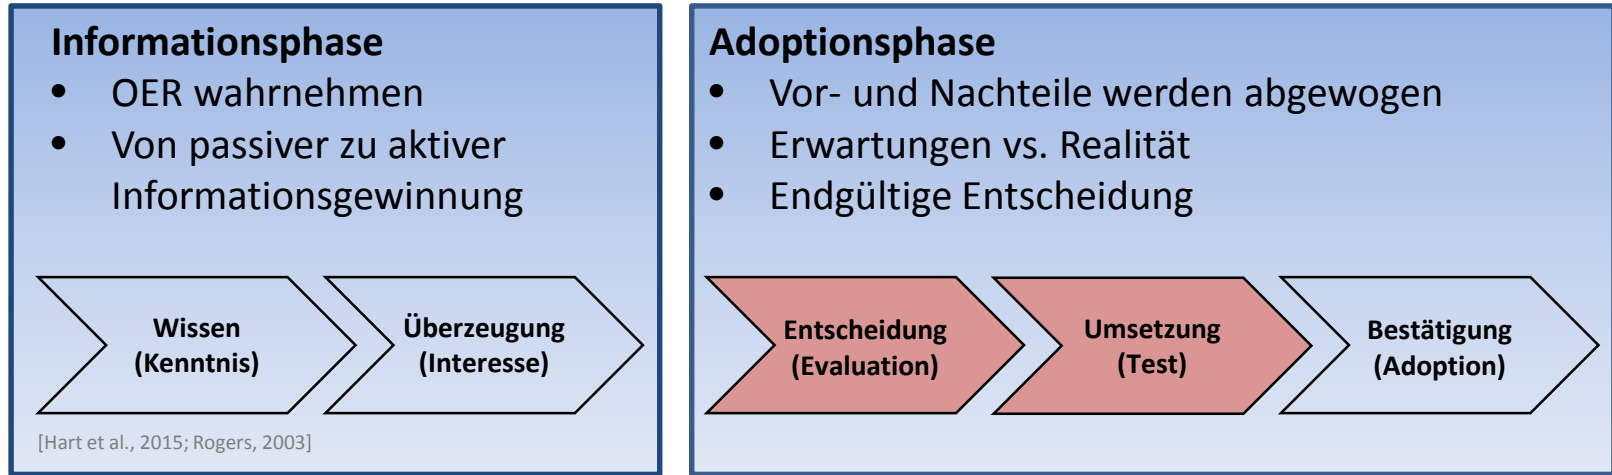 Informationsphase
• OER wahrnehmen
• Von passiver zu aktiver
Informationsgewinnung
Wissen
(Kenntnis)
Überzeugung
(Interesse)
[Hart et al., 2015; Rogers, 2003]
Adoptionsphase
• Vor- und Nachteile werden abgewogen
• Erwartungen vs. Realität
• Endgültige Entscheidung
Entscheidung
(Evaluation)
Umsetzung
(Test)
Bestätigung
(Adoption)